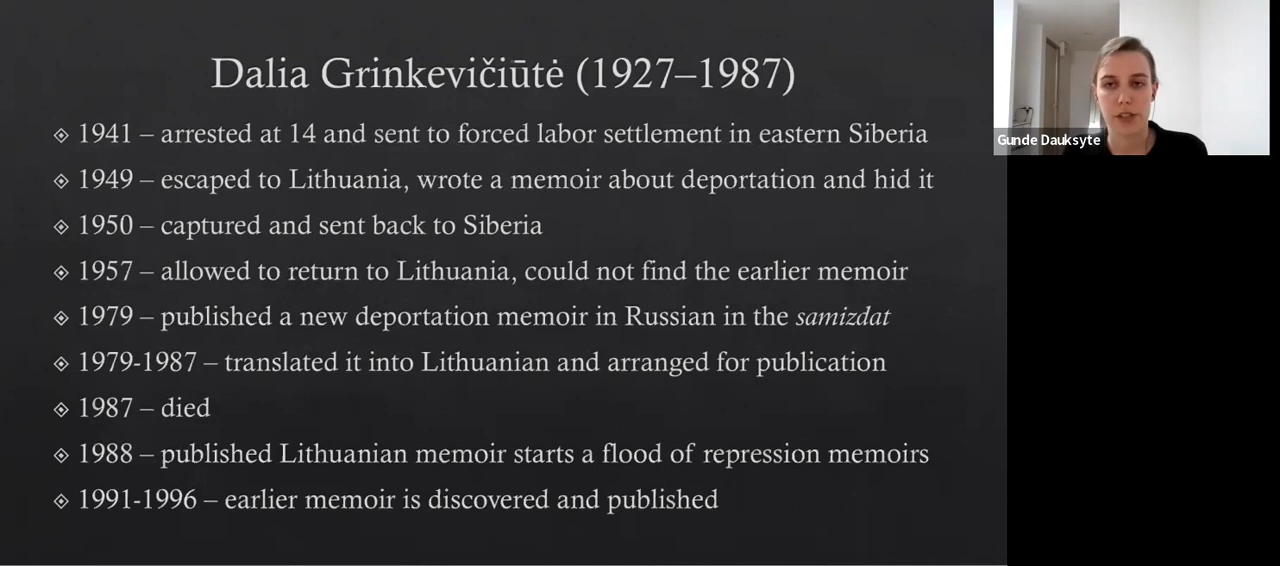 Dalia Grinkevičiūtė (1927–1987)
1941 – arrested at 14 and sent to forced labor settlement in eastern Siberia
1949 – escaped to Lithuania, wrote a memoir about deportation and hid it
1950 – captured and sent back to Siberia
1957 – allowed to return to Lithuania, could not find the earlier memoir
1979 – published a new deportation memoir in Russian in the samizdat
1979-1987 – translated it into Lithuanian and arranged for publication
1987 – died
1988 – published Lithuanian memoir starts a flood of repression memoirs
1991-1996 – earlier memoir is discovered and published
Gunde Dauksyte